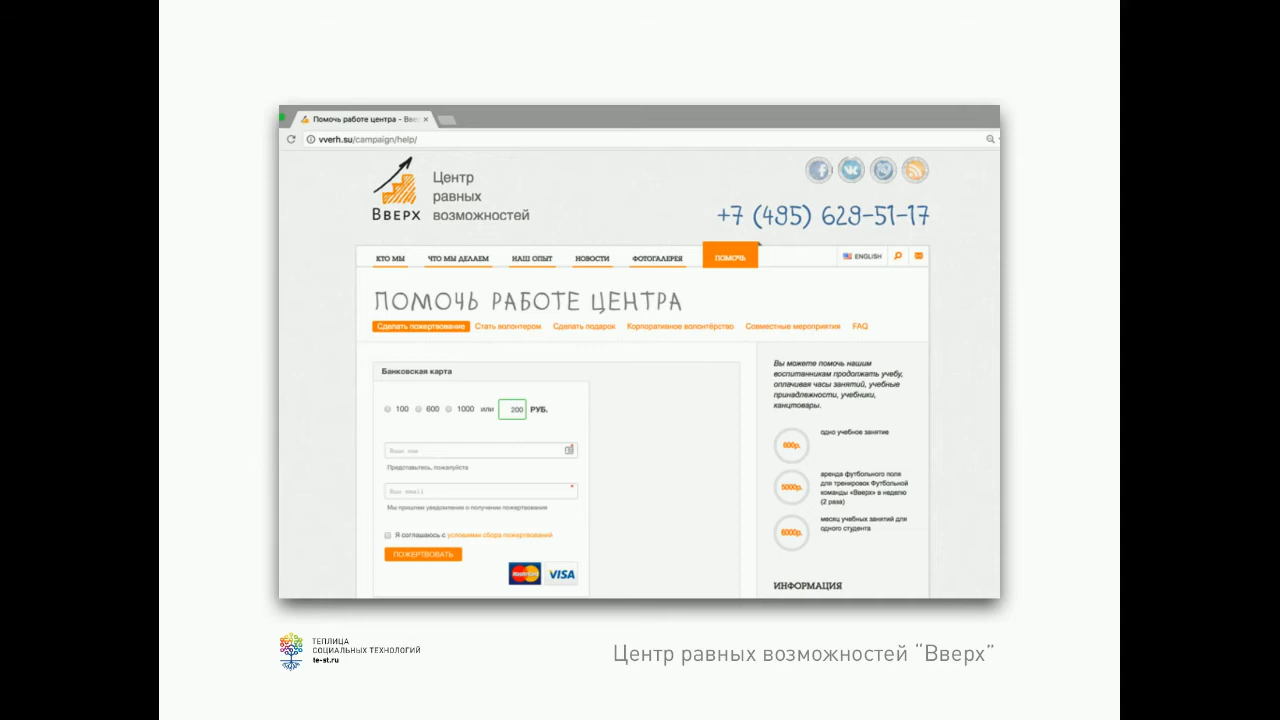 Помочь работе центра - Вве
vverh.su/campaign/help/
Центр
равных
возможностей
Вверх
+7 (495) 629-51-17
КТО МЫ
ЧТО МЫ ДЕЛАЕМ
НАШ ОПЫТ
НОВОСТИ
ФОТОГАЛЕРЕЯ
ПОМОЧЬ
ENGLISH
ПОМОЧЬ РАБОТЕ ЦЕНТРА
Сделать пожертвование Стать волонтером Сделать подарок Корпоративное волонтёрство Совместные мероприятия FAQ
Банковская карта
100 600 1000 или 200 РУБ.
Ваше имя
Представьтесь, пожалуйста
Ваш email
Мы пришлем уведомление о получении пожертвования
Я соглашаюсь с условиями сбора пожертвований
ПОЖЕРТВОВАТЬ
MasterCard VISA
Вы можете помочь нашим
воспитанникам продолжать учебу,
оплачивая часы занятий, учебные
принадлежности, учебники,
канцтовары.
600р.
одно учебное занятие
5000р.
аренда футбольного поля
для тренировок Футбольной
команды «Вверх» в неделю
(2 раза)
6000р.
месяц учебных занятий для
одного студента
ИНФОРМАЦИЯ
ТЕПЛИЦА
СОЦИАЛЬНЫХ ТЕХНОЛОГИЙ
te-st.ru
Центр равных возможностей “Вверх”